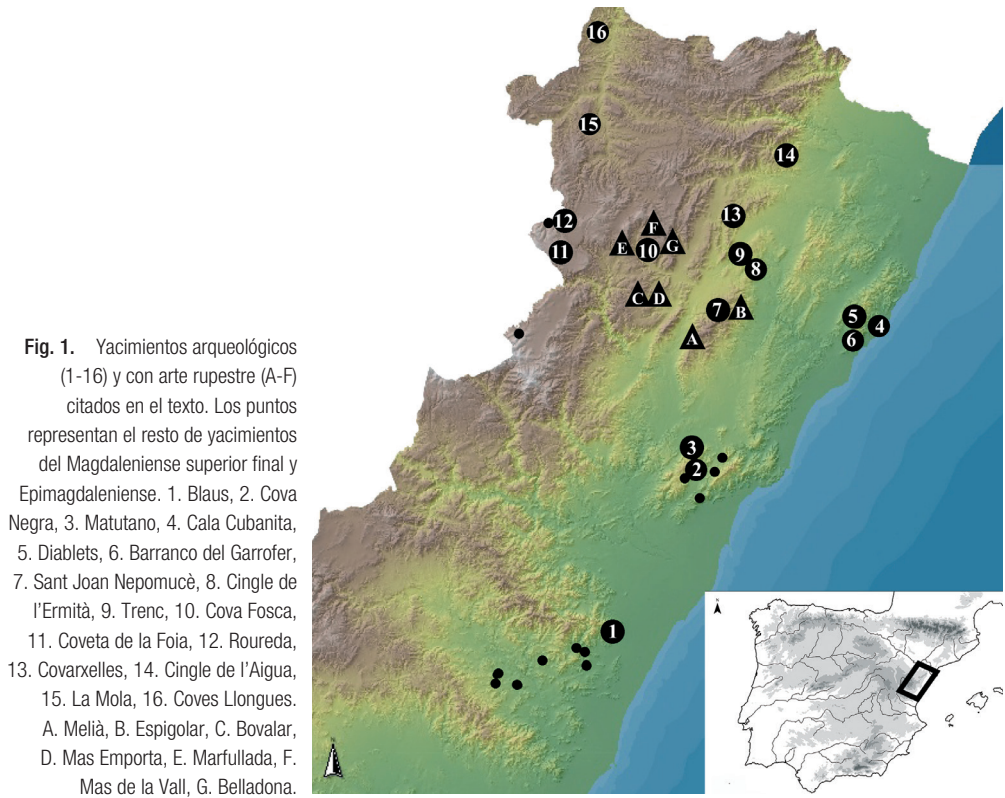 Fig. 1. Yacimientos arqueológicos
(1-16) y con arte rupestre (A-F)
citados en el texto. Los puntos
representan el resto de yacimientos
del Magdaleniense superior final y
Epimagdaleniense. 1. Blaus, 2. Cova
Negra, 3. Matutano, 4. Cala Cubanita,
5. Diablets, 6. Barranco del Garrofer,
7. Sant Joan Nepomucè, 8. Cingle de
l'Ermità, 9. Trenc, 10. Cova Fosca,
11. Coveta de la Foia, 12. Roureda,
13. Covarxelles, 14. Cingle de l'Aigua,
15. La Mola, 16. Coves Llongues.
A. Melià, B. Espigolar, C. Bovalar,
D. Mas Emporta, E. Marfullada, F.
Mas de la Vall, G. Belladona.
16
15
14
13
12
F
E
10
G
11
9
8
C
D
7
B
5
4
A
6
3
2
1
N
N